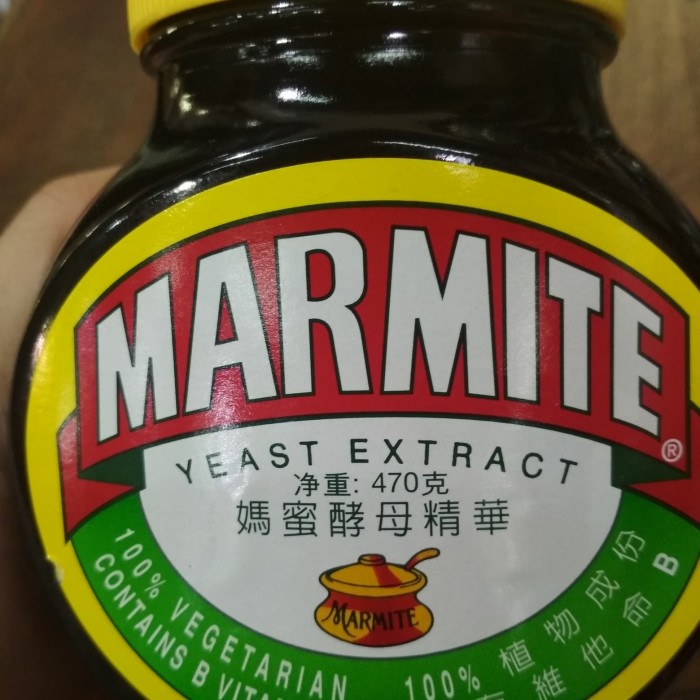 MARMITE®
YEAST EXTRACT
净重: 470克
媽蜜酵母精華
MARMITE
100% VEGETARIAN
CONTAINS B
100% 植物成份
維他命 B